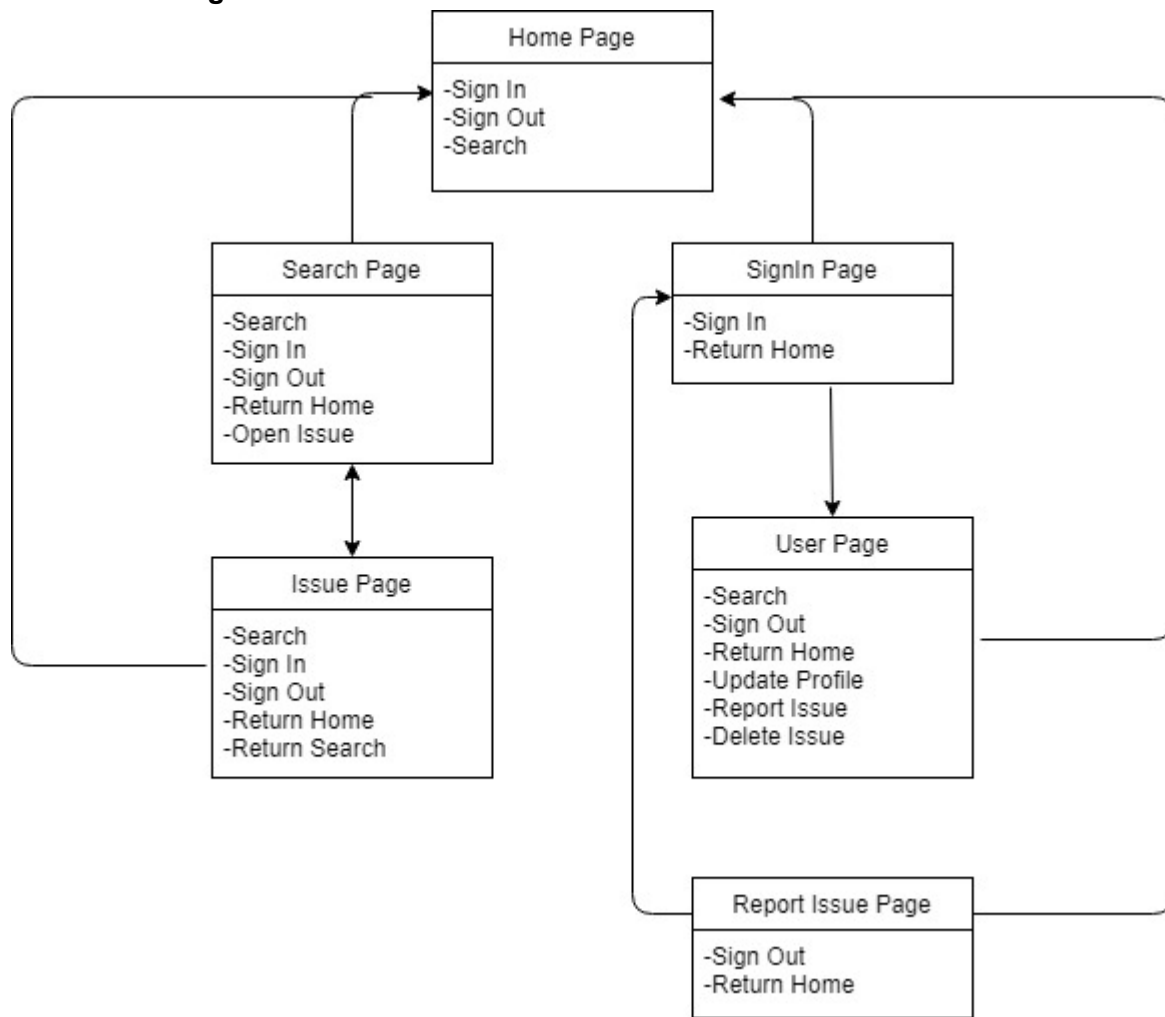 Home Page
-Sign In
-Sign Out
-Search
Search Page
-Search
-Sign In
-Sign Out
-Return Home
-Open Issue
SignIn Page
-Sign In
-Return Home
Issue Page
-Search
-Sign In
-Sign Out
-Return Home
-Return Search
User Page
-Search
-Sign Out
-Return Home
-Update Profile
-Report Issue
-Delete Issue
Report Issue Page
-Sign Out
-Return Home